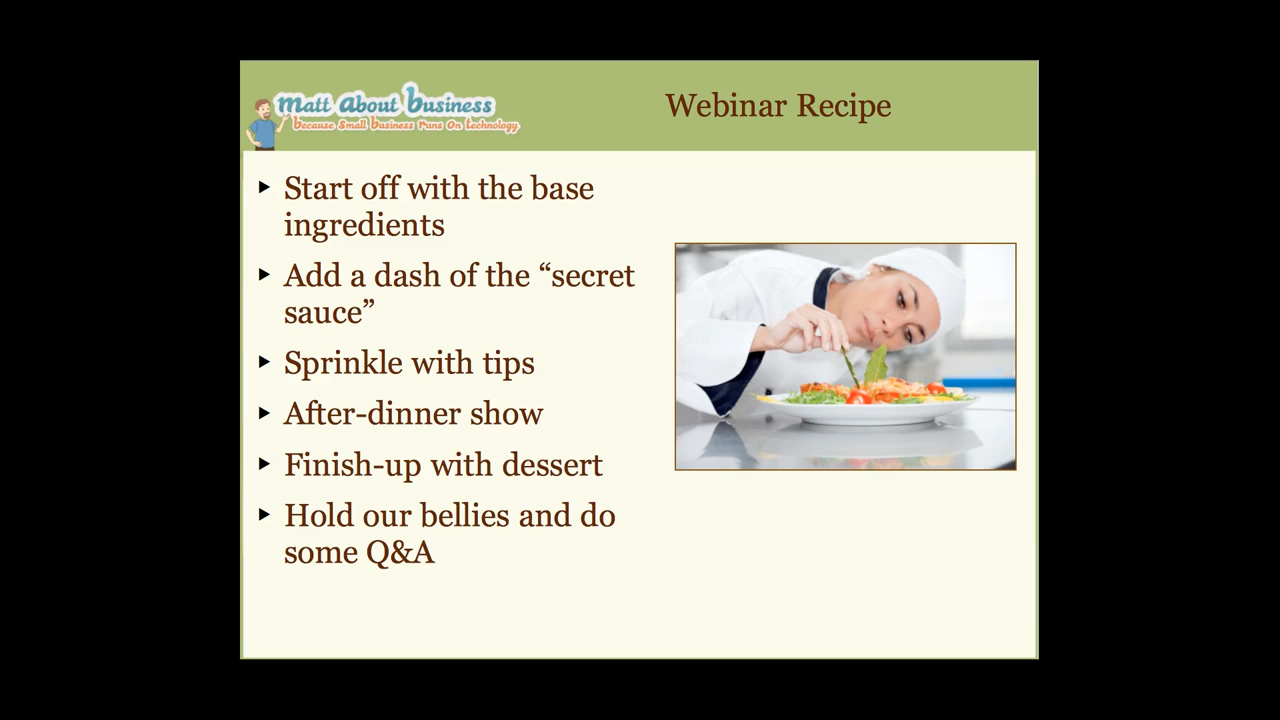 Matt About Business
Because Small Business Runs On Technology
Webinar Recipe
Start off with the base
ingredients
Add a dash of the “secret
sauce”
Sprinkle with tips
After-dinner show
Finish-up with dessert
Hold our bellies and do
some Q&A